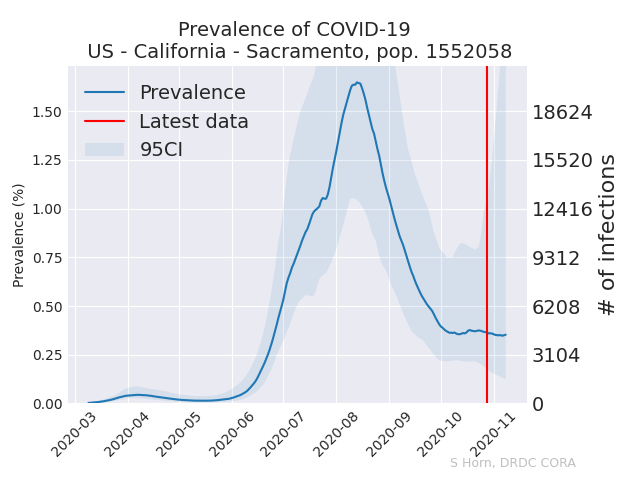 Prevalence of COVID-19
US - California - Sacramento, pop. 1552058
Prevalence
Latest data
95CI
Prevalence (%)
1.50
1.25
1.00
0.75
0.50
0.25
0.00
18624
15520
12416
9312
6208
3104
0
# of infections
2020-03
2020-04
2020-05
2020-06
2020-07
2020-08
2020-09
2020-10
2020-11
S Horn, DRDC CORA